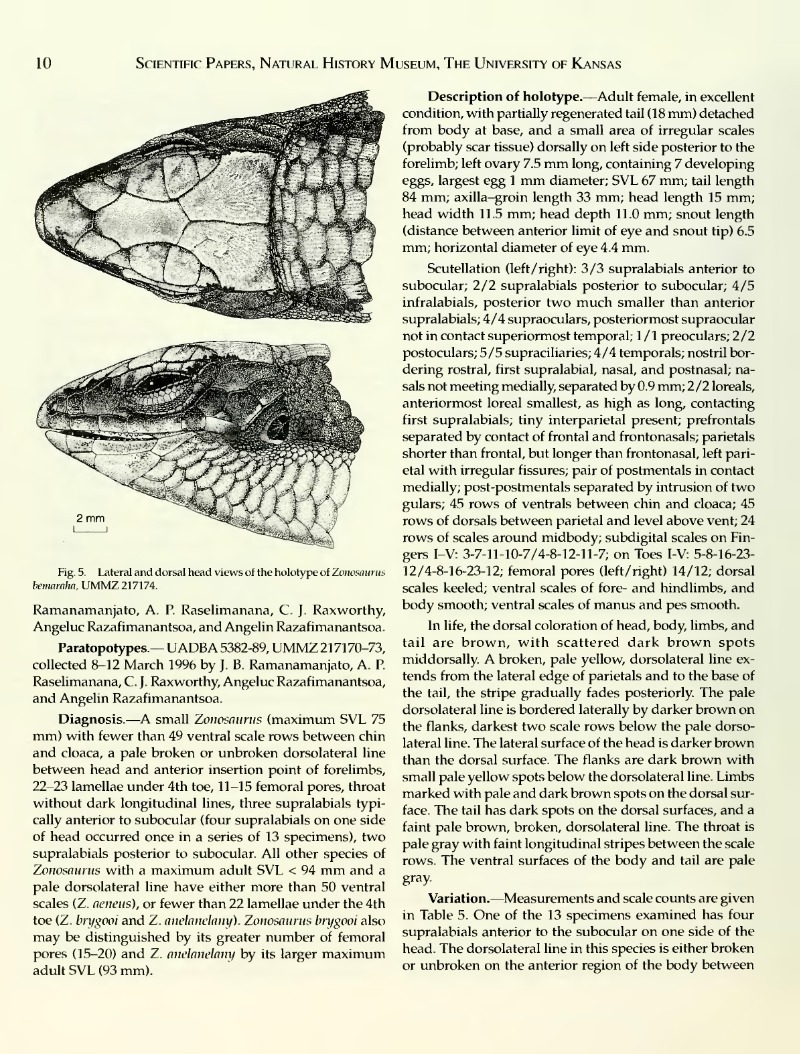 10
SCIENTIFIC PAPERS, NATURAL HISTORY MUSEUM, THE UNIVERSITY OF KANSAS
2 mm
Fig. 5. Lateral and dorsal head views of the holotype of Zonosaurus
bemaraha, UMMZ 217174.
Ramanamanjato, A. P. Raselimanana, C. J. Raxworthy,
Angeluc Razafimanantsoa, and Angelin Razafimanantsoa.
Paratopotypes.— UADBA 5382-89, UMMZ 217170–73,
collected 8–12 March 1996 by J. B. Ramanamanjato, A. P.
Raselimanana, C. J. Raxworthy, Angeluc Razafimanantsoa,
and Angelin Razafimanantsoa.
Diagnosis.—A small Zonosaurus (maximum SVL 75
mm) with fewer than 49 ventral scale rows between chin
and cloaca, a pale broken or unbroken dorsolateral line
between head and anterior insertion point of forelimbs,
22–23 lamellae under 4th toe, 11–15 femoral pores, throat
without dark longitudinal lines, three supralabials typi-
cally anterior to subocular (four supralabials on one side
of head occurred once in a series of 13 specimens), two
supralabials posterior to subocular. All other species of
Zonosaurus with a maximum adult SVL < 94 mm and a
pale dorsolateral line have either more than 50 ventral
scales (Z. aeneus), or fewer than 22 lamellae under the 4th
toe (Z. brygooi and Z. anelanelany). Zonosaurus brygooi also
may be distinguished by its greater number of femoral
pores (15–20) and Z. anelanelany by its larger maximum
adult SVL (93 mm).
Description of holotype.—Adult female, in excellent
condition, with partially regenerated tail (18 mm) detached
from body at base, and a small area of irregular scales
(probably scar tissue) dorsally on left side posterior to the
forelimb; left ovary 7.5 mm long, containing 7 developing
eggs, largest egg 1 mm diameter; SVL 67 mm; tail length
84 mm; axilla–groin length 33 mm; head length 15 mm;
head width 11.5 mm; head depth 11.0 mm; snout length
(distance between anterior limit of eye and snout tip) 6.5
mm; horizontal diameter of eye 4.4 mm.
Scutellation (left/right): 3/3 supralabials anterior to
subocular; 2/2 supralabials posterior to subocular; 4/5
infralabials, posterior two much smaller than anterior
supralabials; 4/4 supraoculars, posteriormost supraocular
not in contact superiormost temporal; 1/1 preoculars; 2/2
postoculars; 5/5 supraciliaries; 4/4 temporals; nostril bor-
dering rostral, first supralabial, nasal, and postnasal; na-
sals not meeting medially, separated by 0.9 mm; 2/2 loreals,
anteriormost loreal smallest, as high as long, contacting
first supralabials; tiny interparietal present; prefrontals
separated by contact of frontal and frontonasals; parietals
shorter than frontal, but longer than frontonasal, left pari-
etal with irregular fissures; pair of postmentals in contact
medially; post-postmentals separated by intrusion of two
gulars; 45 rows of ventrals between chin and cloaca; 45
rows of dorsals between parietal and level above vent; 24
rows of scales around midbody; subdigital scales on Fin-
gers I–V: 3-7-11-10-7/4-8-12-11-7; on Toes I-V: 5-8-16-23-
12/4-8-16-23-12; femoral pores (left/right) 14/12; dorsal
scales keeled; ventral scales of fore- and hindlimbs, and
body smooth; ventral scales of manus and pes smooth.
In life, the dorsal coloration of head, body, limbs, and
tail are brown, with scattered dark brown spots
middorsally. A broken, pale yellow, dorsolateral line ex-
tends from the lateral edge of parietals and to the base of
the tail, the stripe gradually fades posteriorly. The pale
dorsolateral line is bordered laterally by darker brown on
the flanks, darkest two scale rows below the pale dorso-
lateral line. The lateral surface of the head is darker brown
than the dorsal surface. The flanks are dark brown with
small pale yellow spots below the dorsolateral line. Limbs
marked with pale and dark brown spots on the dorsal sur-
face. The tail has dark spots on the dorsal surfaces, and a
faint pale brown, broken, dorsolateral line. The throat is
pale gray with faint longitudinal stripes between the scale
rows. The ventral surfaces of the body and tail are pale
gray.
Variation.—Measurements and scale counts are given
in Table 5. One of the 13 specimens examined has four
supralabials anterior to the subocular on one side of the
head. The dorsolateral line in this species is either broken
or unbroken on the anterior region of the body between